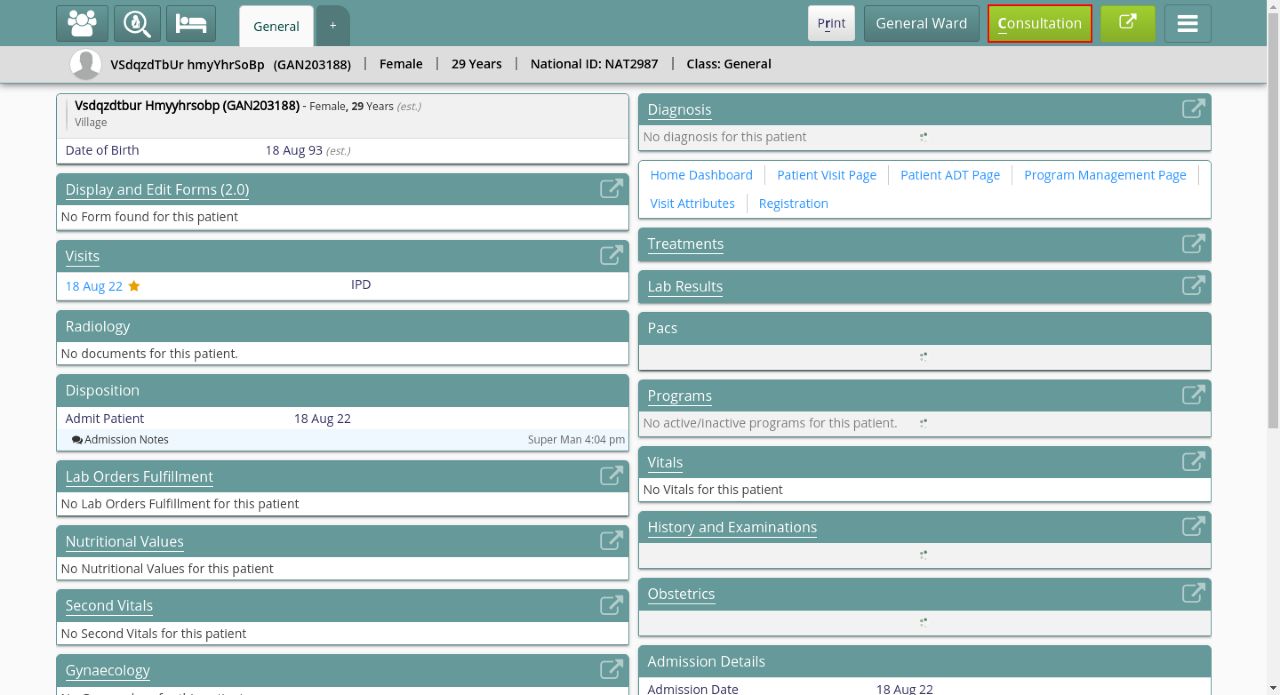 General
+
Print
General Ward
Consultation
VSdqzdTbUr hmyYhrSoBp (GAN203188) | Female | 29 Years | National ID: NAT2987 | Class: General
Vsdqzdtbur Hmyyhrsobp (GAN203188) - Female, 29 Years (est.)
Village
Date of Birth 18 Aug 93 (est.)
Display and Edit Forms (2.0)
No Form found for this patient
Visits
18 Aug 22 IPD
Radiology
No documents for this patient.
Disposition
Admit Patient 18 Aug 22
Admission Notes Super Man 4:04 pm
Lab Orders Fulfillment
No Lab Orders Fulfillment for this patient
Nutritional Values
No Nutritional Values for this patient
Second Vitals
No Second Vitals for this patient
Gynaecology
Diagnosis
No diagnosis for this patient
Home Dashboard | Patient Visit Page | Patient ADT Page | Program Management Page |
Visit Attributes | Registration
Treatments
Lab Results
Pacs
Programs
No active/inactive programs for this patient.
Vitals
No Vitals for this patient
History and Examinations
Obstetrics
Admission Details
Admission Date 18 Aug 22